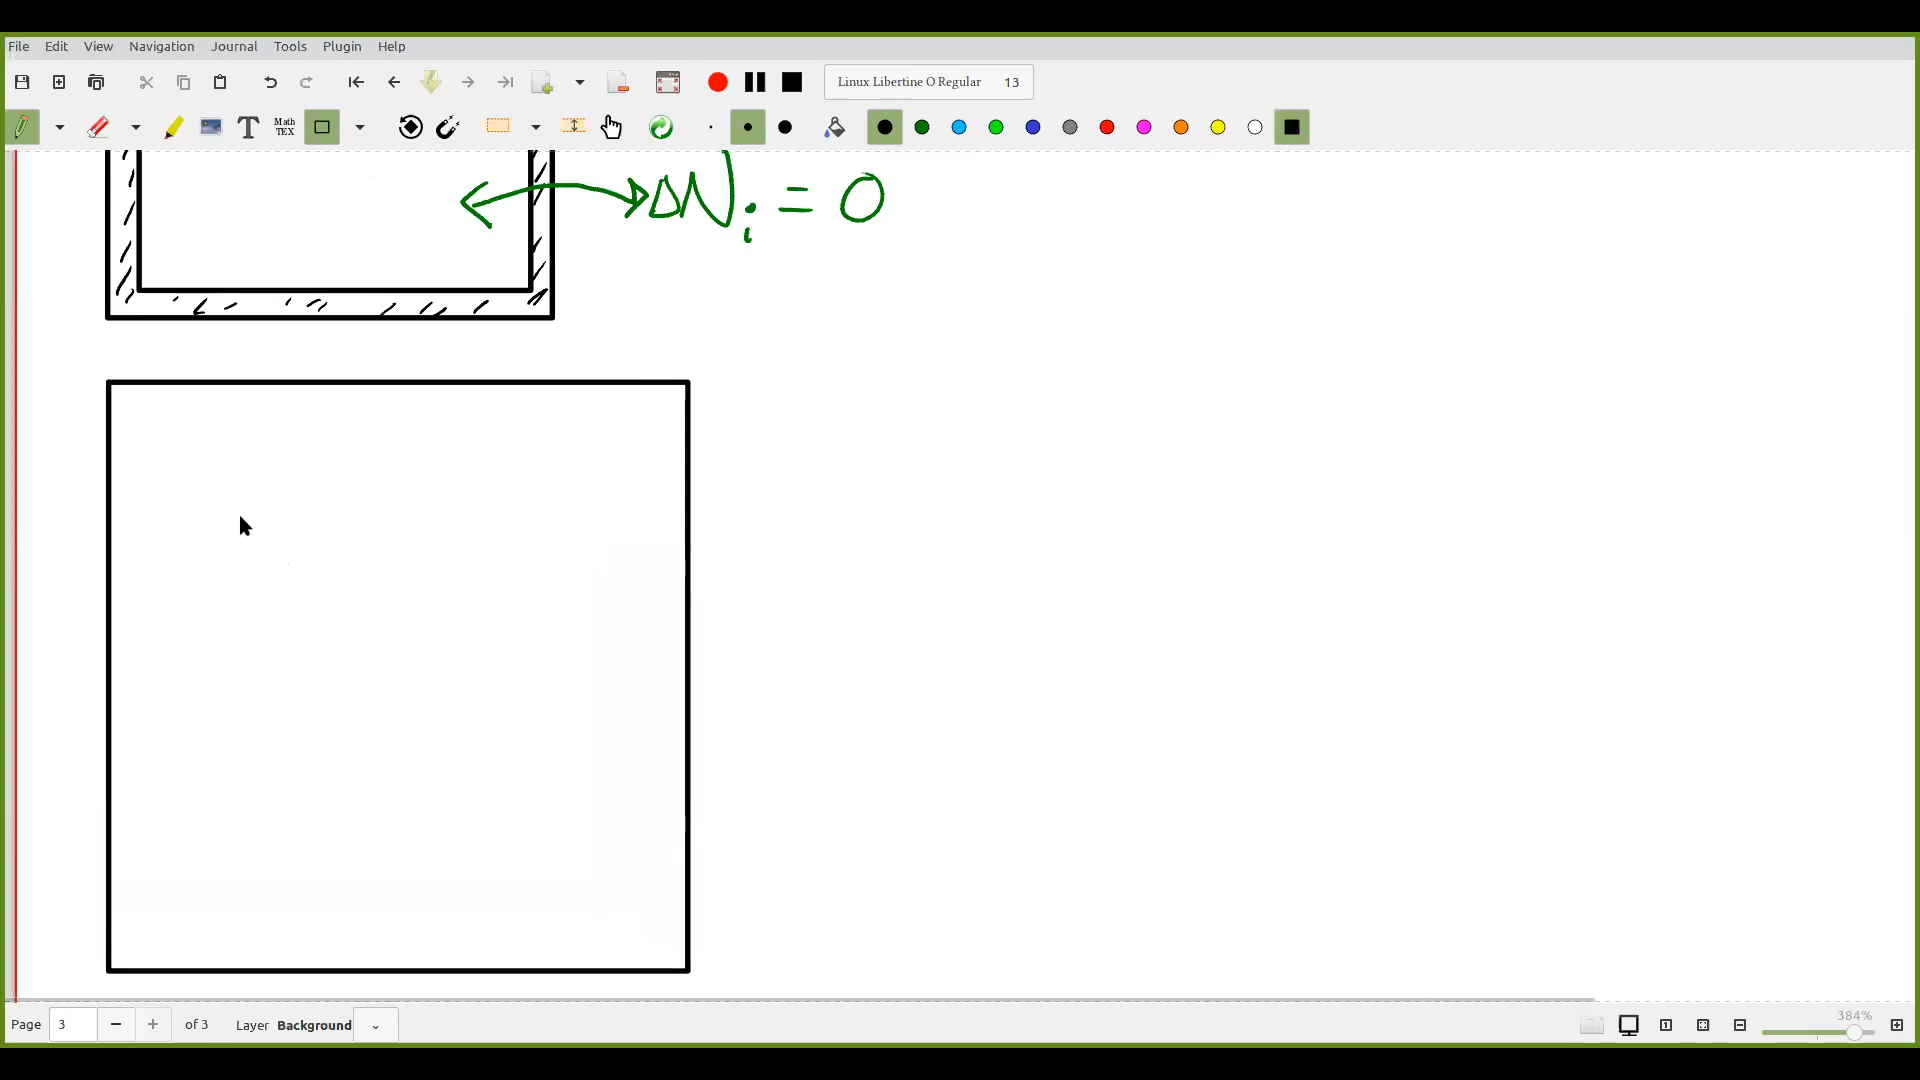 File Edit View Navigation Journal Tools Plugin Help
Linux Libertine O Regular 13
T Math TEX
ΔNᵢ = 0
Page 3 of 3 Layer Background 384%